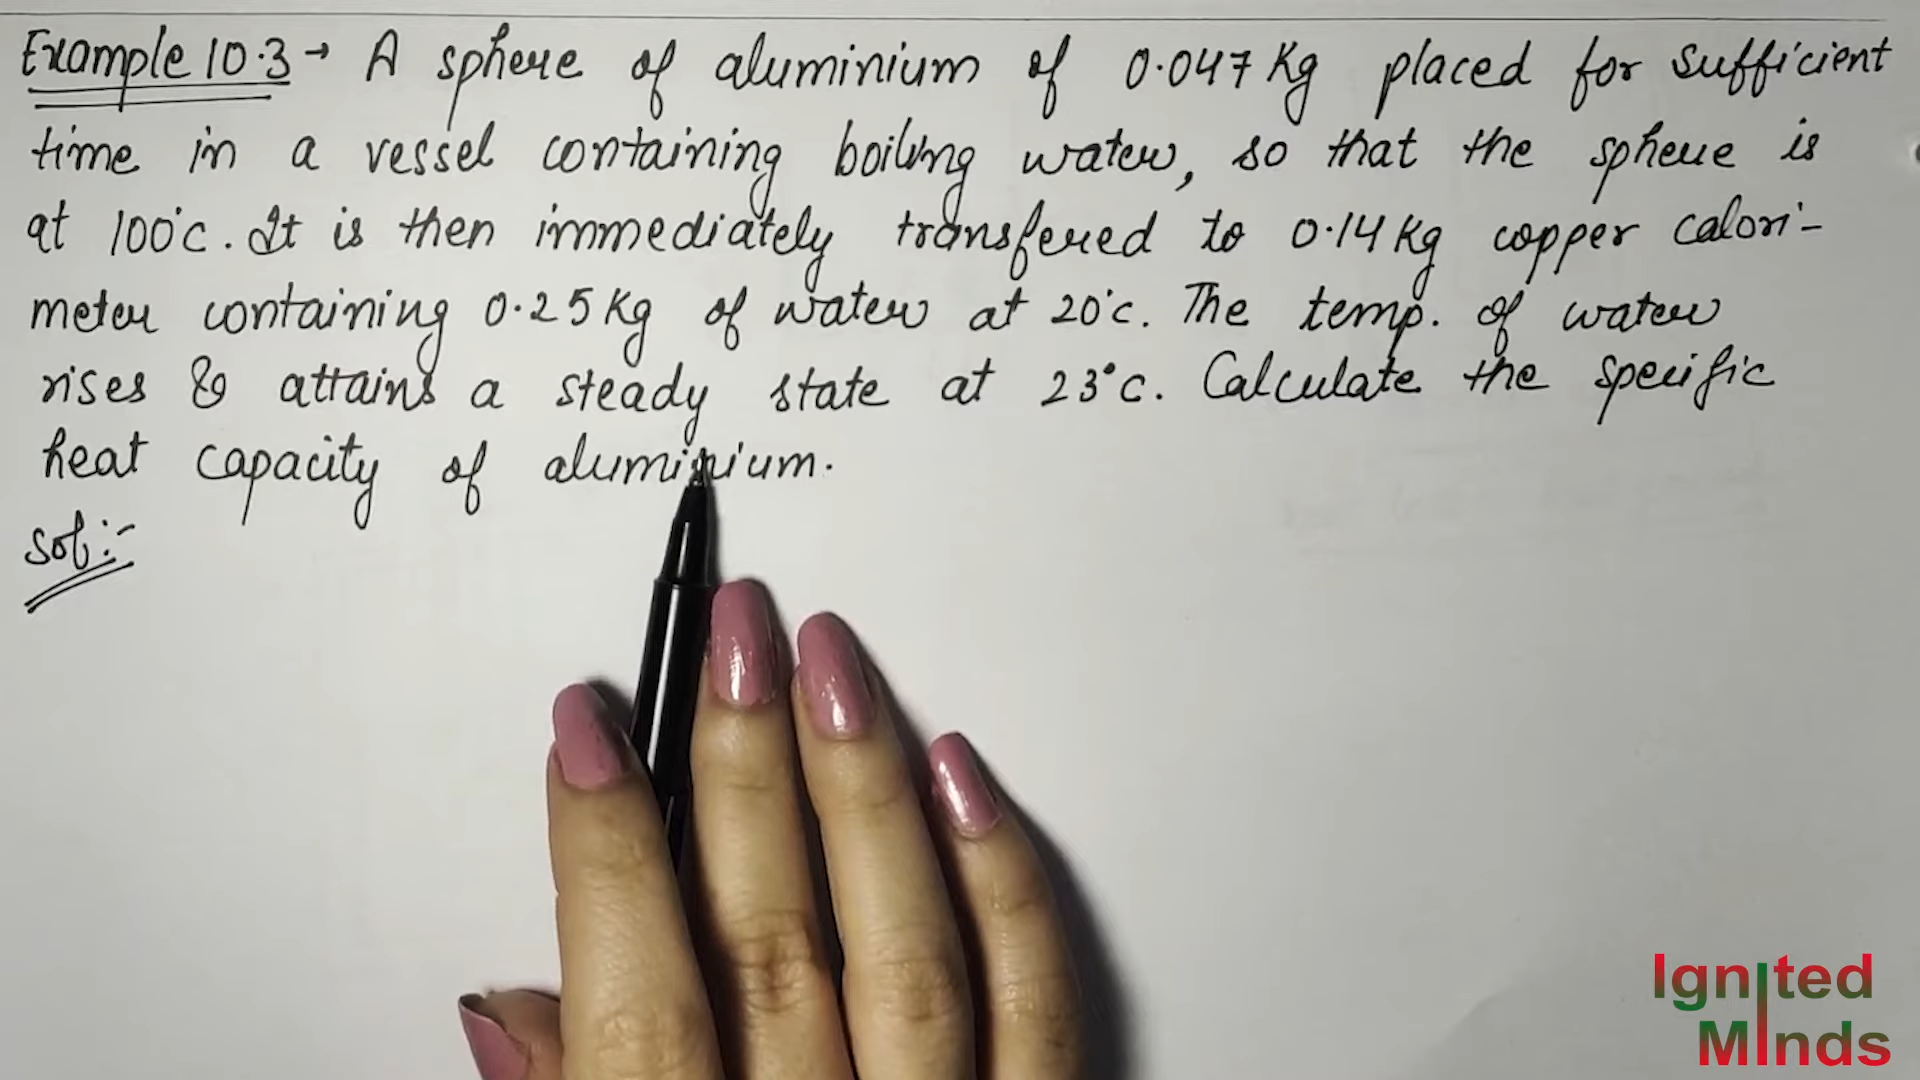 Example 10.3 → A sphere of aluminium of 0.047 Kg placed for sufficient
time in a vessel containing boiling water, so that the sphere is
at 100°c. It is then immediately transfered to 0.14 Kg copper calori-
meter containing 0.25 Kg of water at 20°c. The temp. of water
rises & attains a steady state at 23°c. Calculate the specific
heat capacity of aluminium.
Sol:-
Ignited
Minds